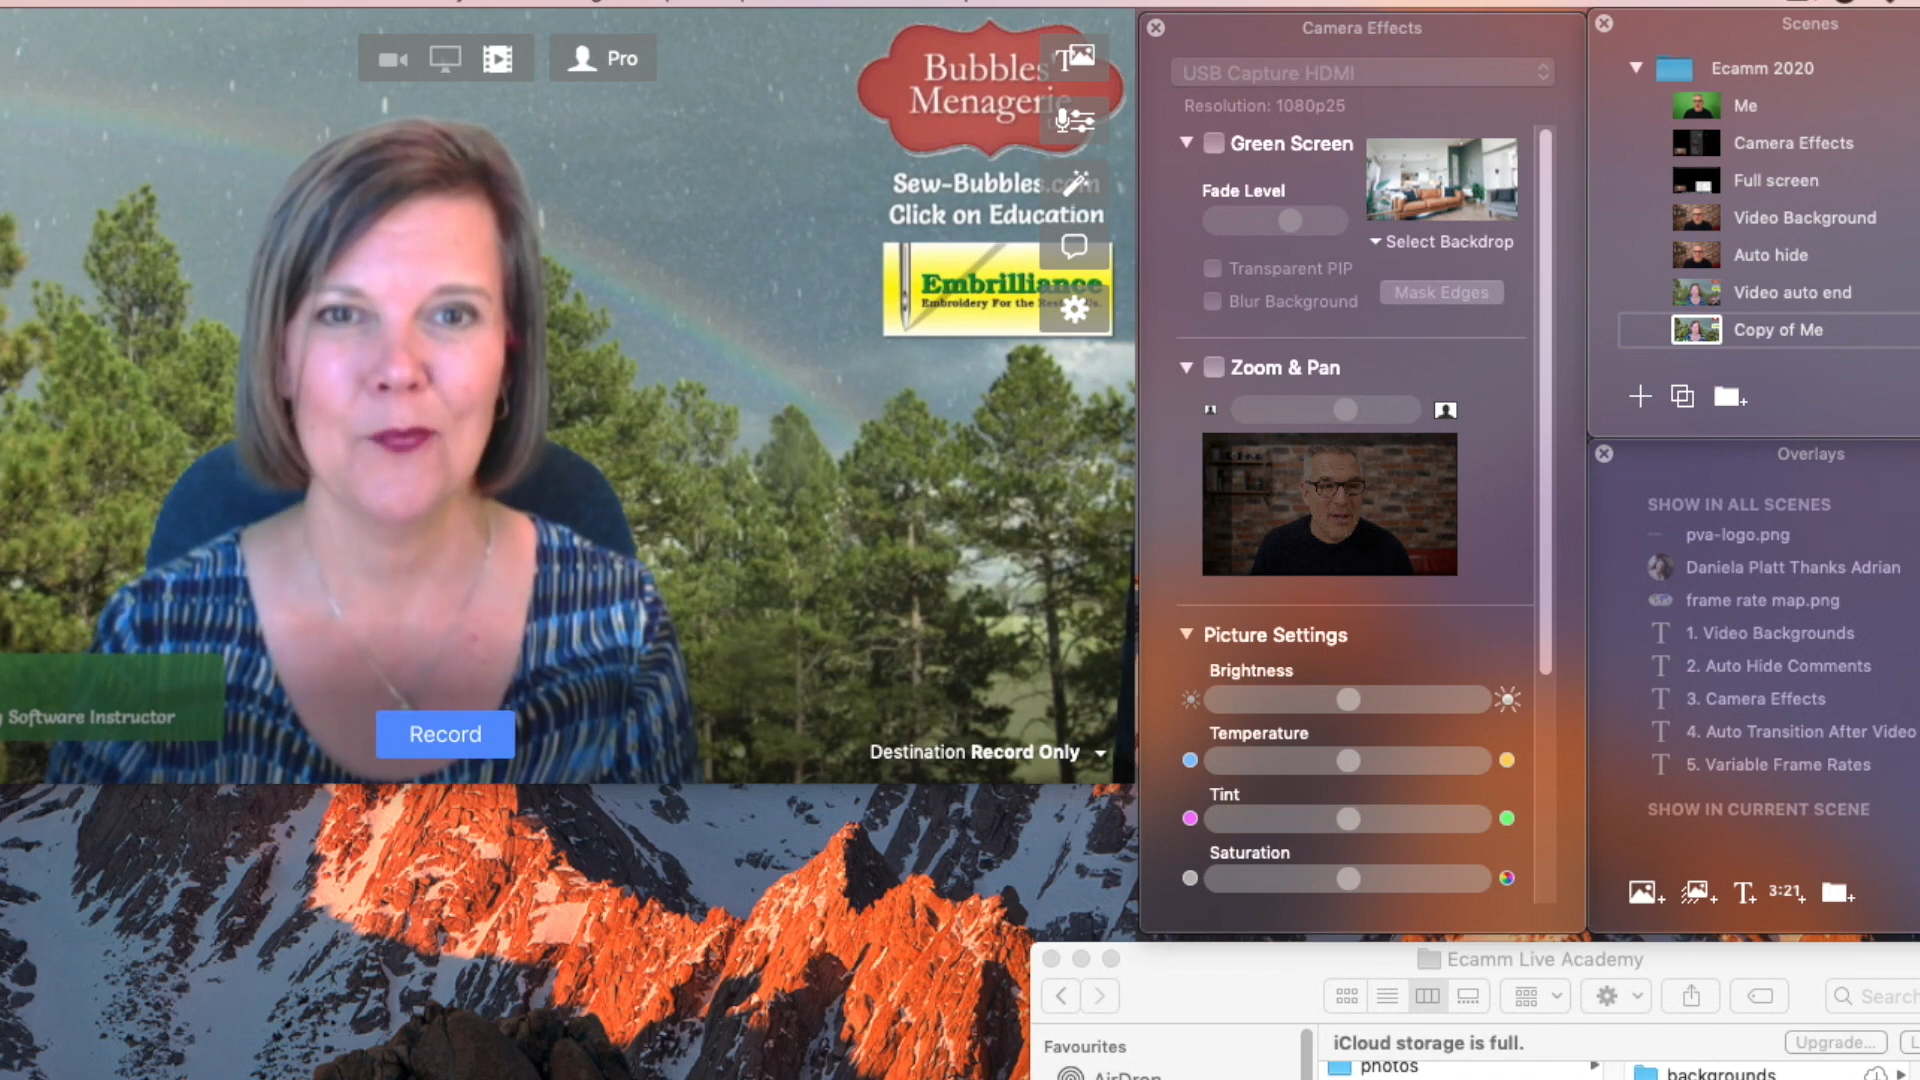 Pro
Bubbles'
Menagerie
Sew-Bubbles.com
Click on Education
Embrilliance
Embroidery For the
Software Instructor
Record
Destination Record Only
Camera Effects
USB Capture HDMI
Resolution: 1080p25
Green Screen
Fade Level
Select Backdrop
Transparent PIP
Blur Background
Mask Edges
Zoom & Pan
Picture Settings
Brightness
Temperature
Tint
Saturation
Scenes
Ecamm 2020
Me
Camera Effects
Full screen
Video Background
Auto hide
Video auto end
Copy of Me
Overlays
SHOW IN ALL SCENES
pva-logo.png
Daniela Platt Thanks Adrian
frame rate map.png
T 1. Video Backgrounds
T 2. Auto Hide Comments
T 3. Camera Effects
T 4. Auto Transition After Video
T 5. Variable Frame Rates
SHOW IN CURRENT SCENE
3:21
Ecamm Live Academy
Search
Favourites
AirDrop
iCloud storage is full.
Upgrade...
photos
backgrounds